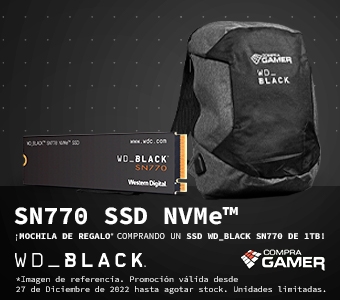 COMPRA
GAMER
WD_
BLACK
WD_BLACK™ SN770 NVMe™ SSD
www.wdc.com
WD_BLACK®
SN770
Western Digital
SN770 SSD NVMe™
¡MOCHILA DE REGALO* COMPRANDO UN SSD WD_BLACK SN770 DE 1TB!
WD_BLACK®
COMPRA
GAMER
*Imagen de referencia. Promoción válida desde
27 de Diciembre de 2022 hasta agotar stock. Unidades limitadas.